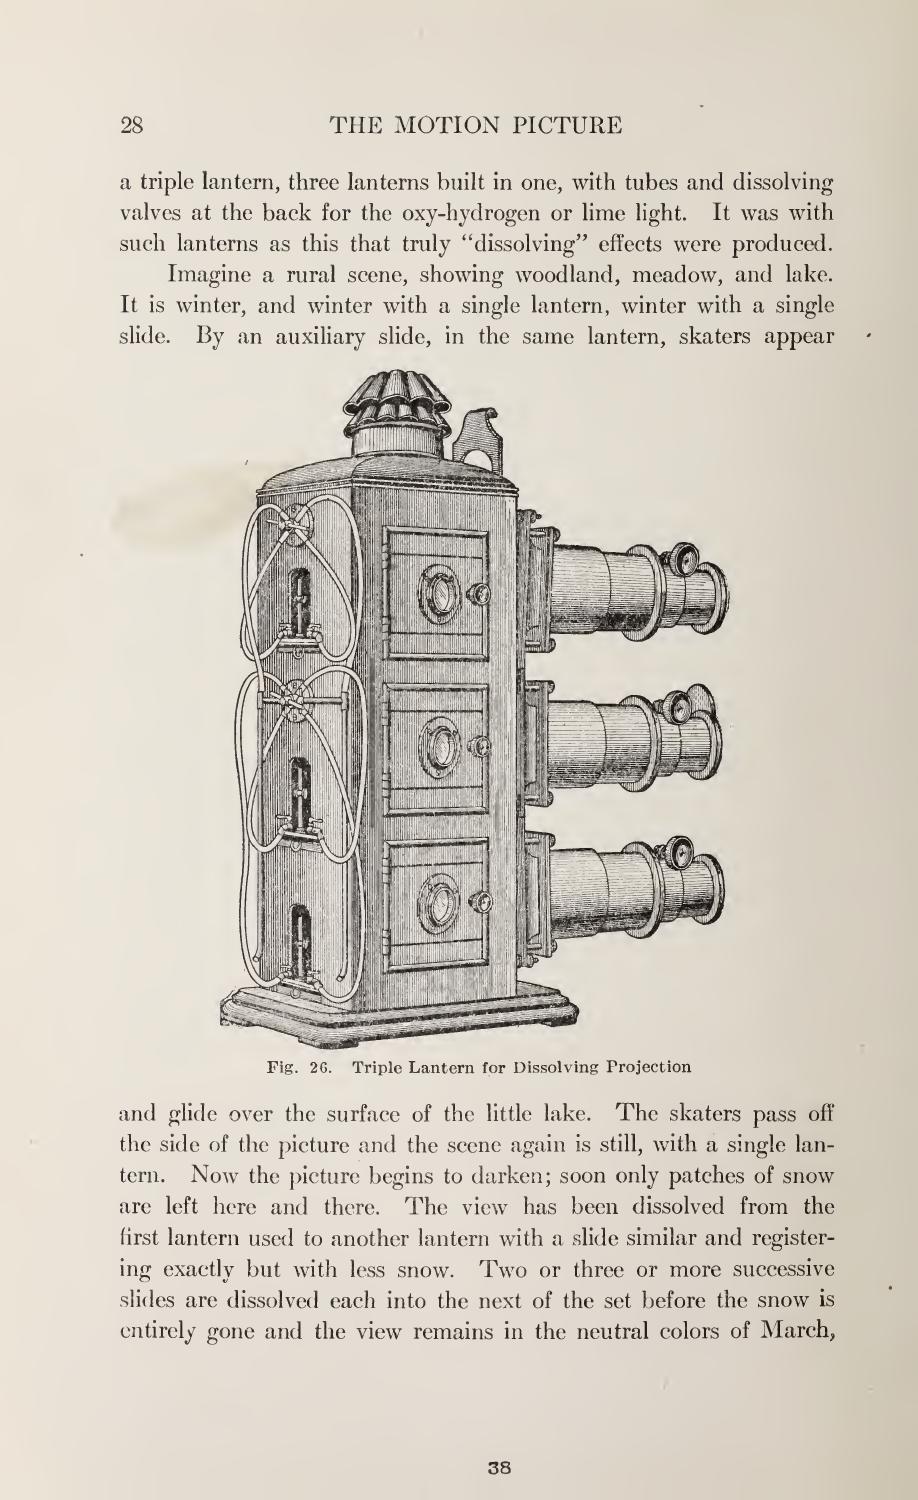 28 THE MOTION PICTURE
a triple lantern, three lanterns built in one, with tubes and dissolving
valves at the back for the oxy-hydrogen or lime light. It was with
such lanterns as this that truly “dissolving” effects were produced.
Imagine a rural scene, showing woodland, meadow, and lake.
It is winter, and winter with a single lantern, winter with a single
slide. By an auxiliary slide, in the same lantern, skaters appear
Fig. 26. Triple Lantern for Dissolving Projection
and glide over the surface of the little lake. The skaters pass off
the side of the picture and the scene again is still, with a single lan-
tern. Now the picture begins to darken; soon only patches of snow
are left here and there. The view has been dissolved from the
first lantern used to another lantern with a slide similar and register-
ing exactly but with less snow. Two or three or more successive
slides are dissolved each into the next of the set before the snow is
entirely gone and the view remains in the neutral colors of March,
38